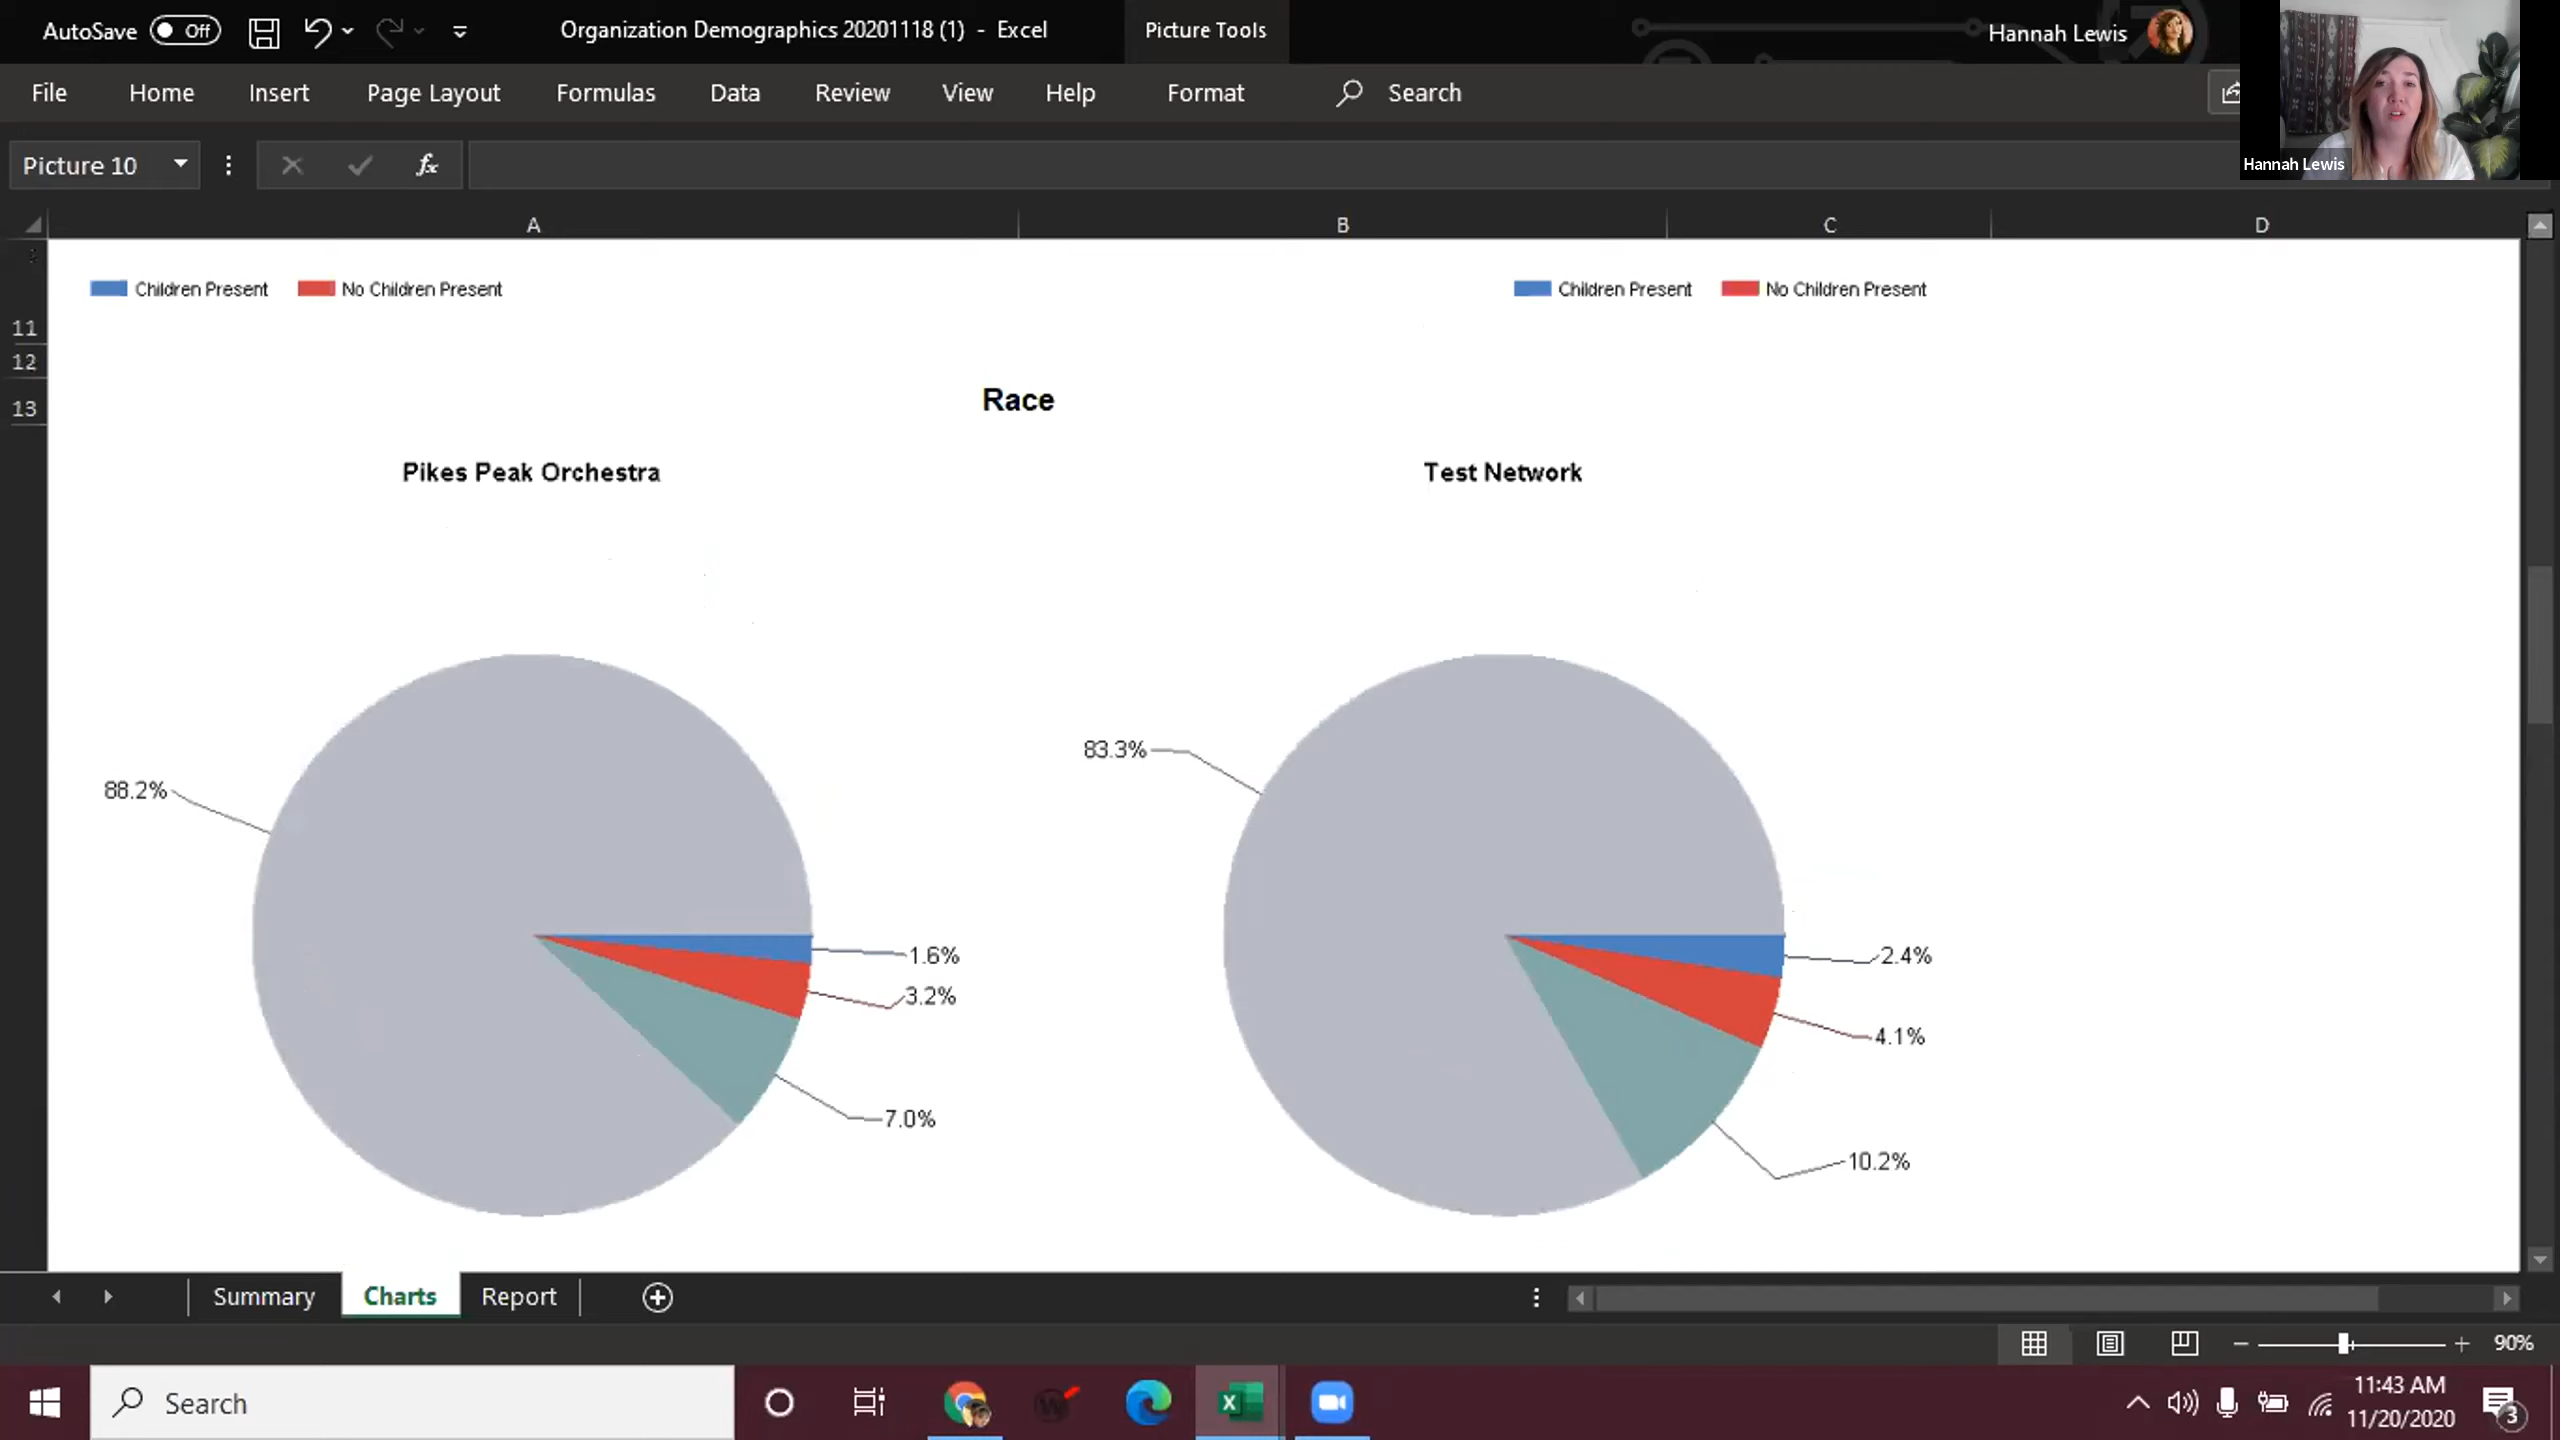 AutoSave Off Organization Demographics 20201118 (1) - Excel Picture Tools Hannah Lewis
File Home Insert Page Layout Formulas Data Review View Help Format Search
Hannah Lewis
Picture 10 fx
A B C D
Children Present No Children Present Children Present No Children Present
11
12
13 Race
Pikes Peak Orchestra Test Network
83.3%
88.2%
1.6% 2.4%
3.2%
4.1%
7.0%
10.2%
Summary Charts Report
90%
Search
11:43 AM
11/20/2020
3